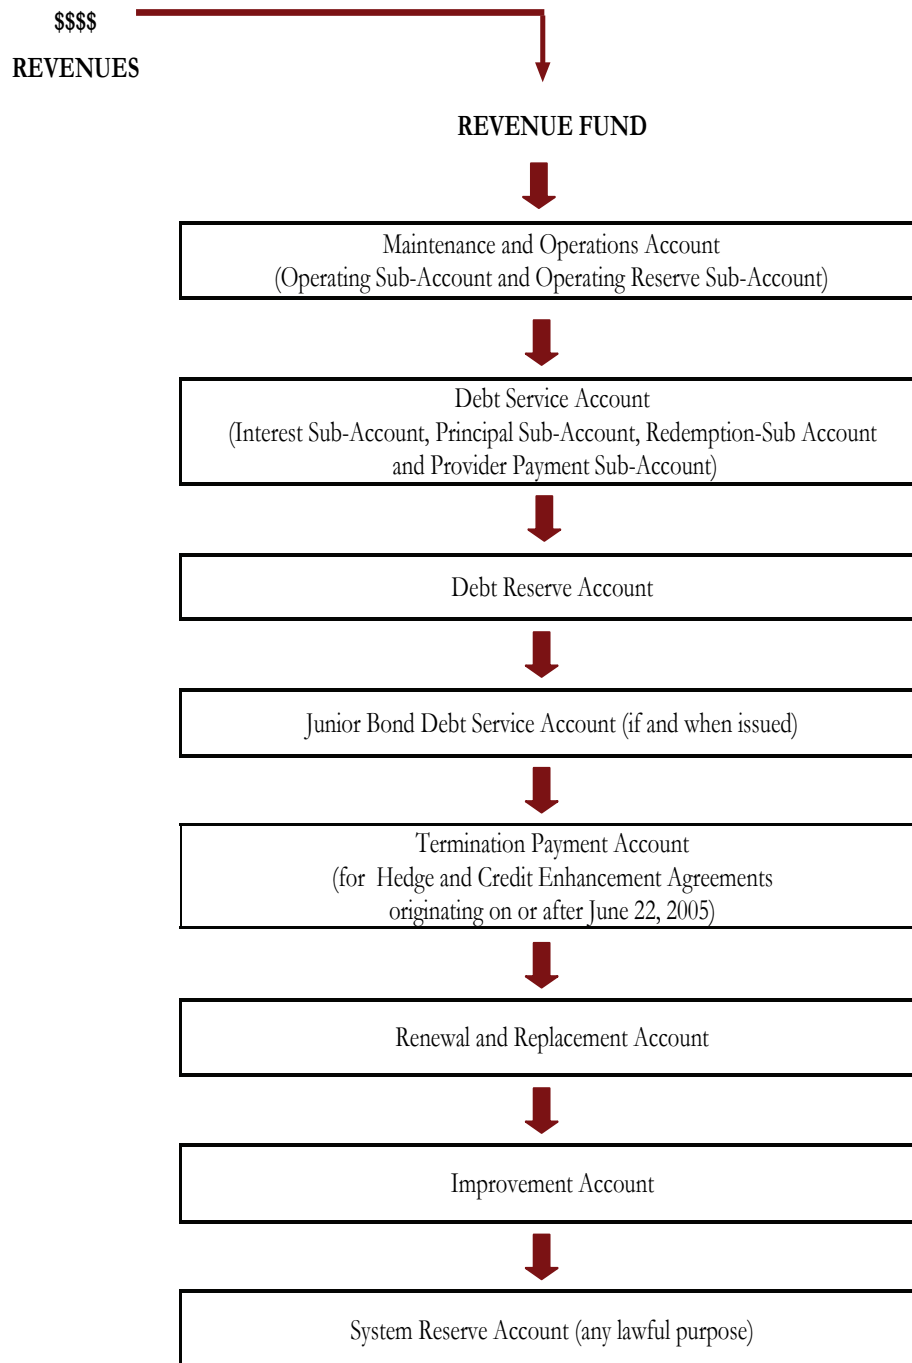 $$$$
REVENUES
REVENUE FUND
Maintenance and Operations Account
(Operating Sub-Account and Operating Reserve Sub-Account)
Debt Service Account
(Interest Sub-Account, Principal Sub-Account, Redemption-Sub Account
and Provider Payment Sub-Account)
Debt Reserve Account
Junior Bond Debt Service Account (if and when issued)
Termination Payment Account
(for Hedge and Credit Enhancement Agreements
originating on or after June 22, 2005)
Renewal and Replacement Account
Improvement Account
System Reserve Account (any lawful purpose)